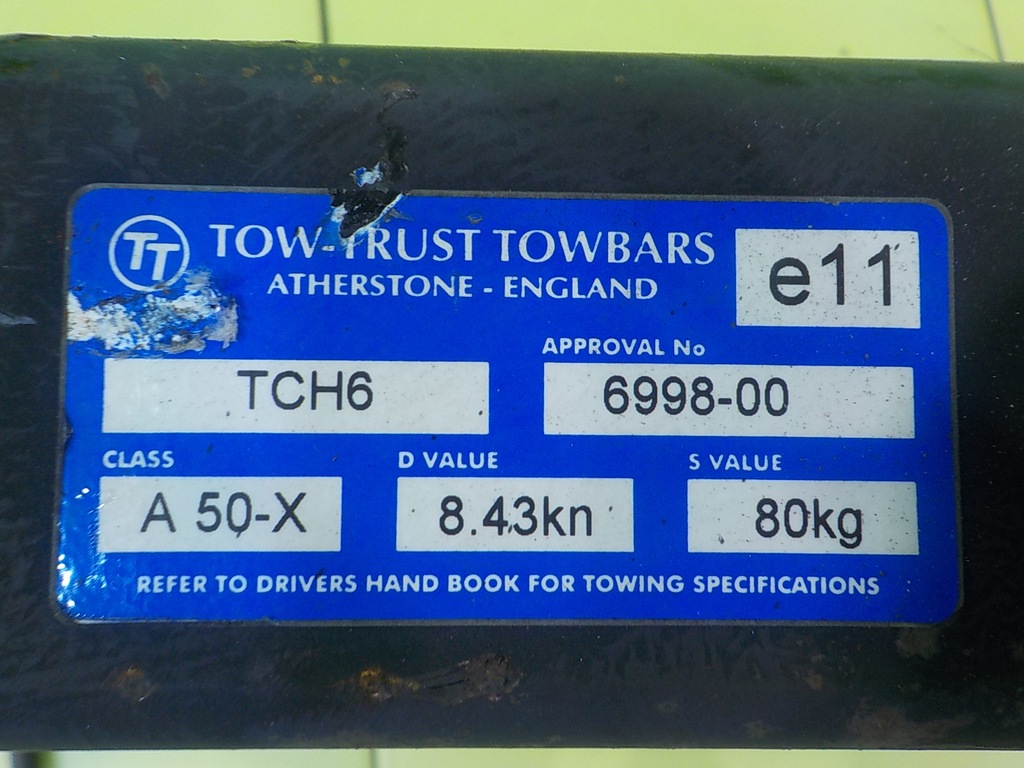 TT TOW-TRUST TOWBARS
ATHERSTONE - ENGLAND
e11
APPROVAL No
TCH6 6998-00
CLASS D VALUE S VALUE
A 50-X 8.43kn 80kg
REFER TO DRIVERS HAND BOOK FOR TOWING SPECIFICATIONS